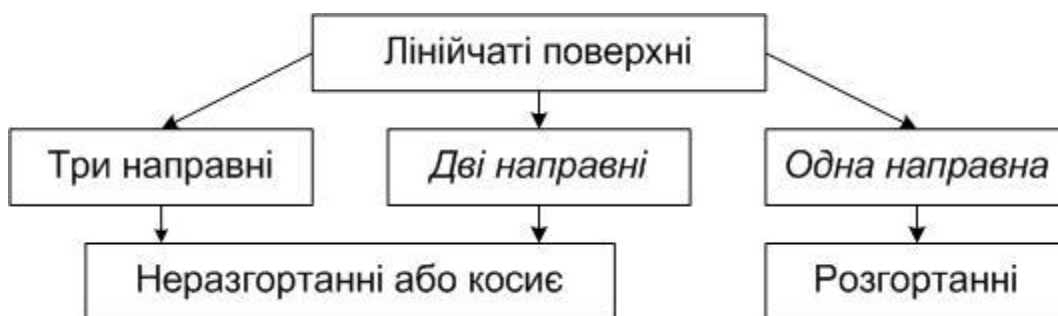 Лінійчаті поверхні
Три направні
Дві направні
Одна направна
Неразгортанні або косиє
Розгортанні